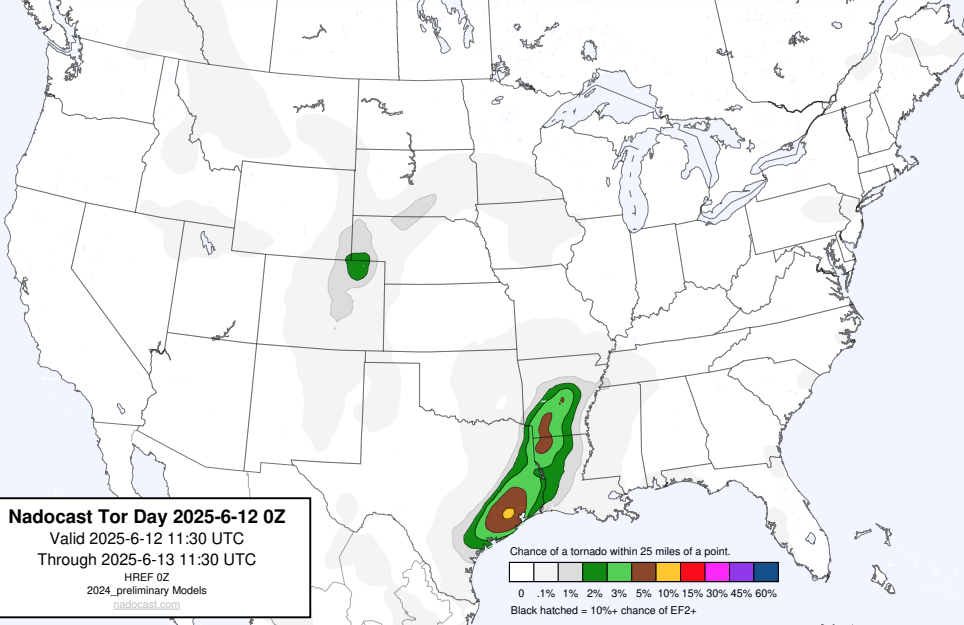 Nadocast Tor Day 2025-6-12 0Z
Valid 2025-6-12 11:30 UTC
Through 2025-6-13 11:30 UTC
HREF 0Z
2024_preliminary Models
nadocast.com
Chance of a tornado within 25 miles of a point.
0 .1% 1% 2% 3% 5% 10% 15% 30% 45% 60%
Black hatched = 10%+ chance of EF2+